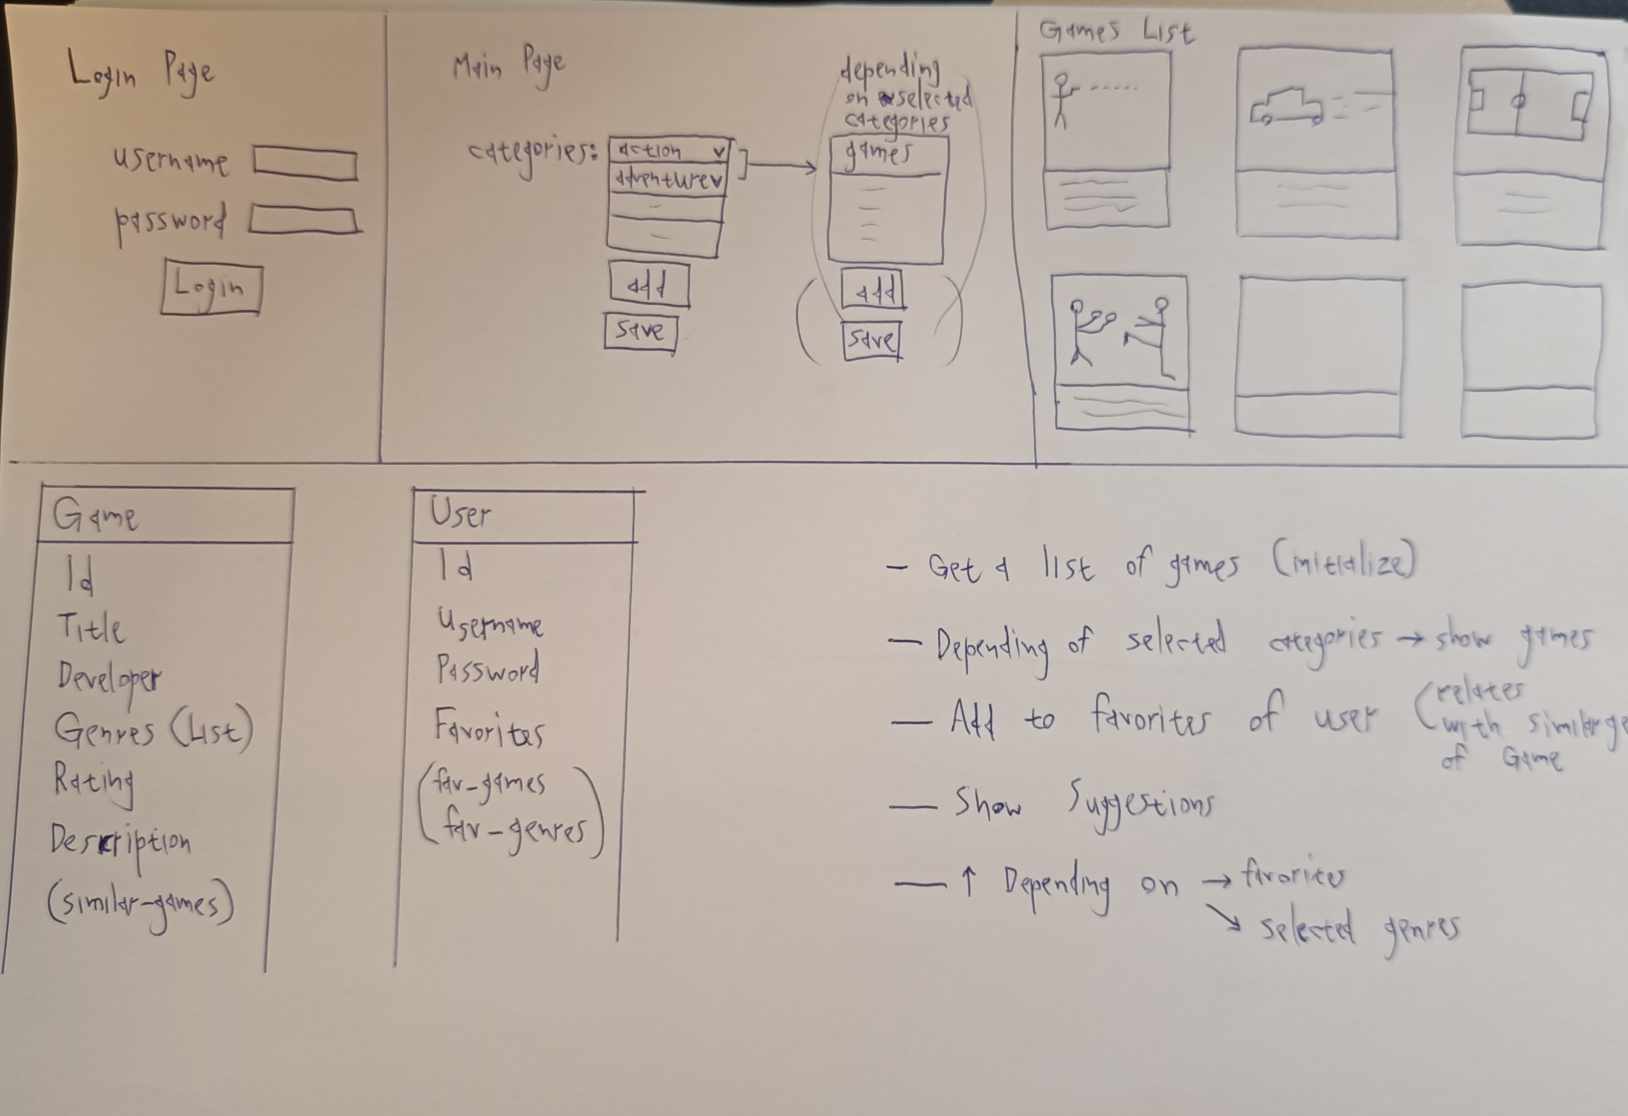 Login Page
username
password
Login
Main Page
categories:
action v
adventure v
add
save
depending
on selected
categories
games
add
save
Games List
Game
Id
Title
Developer
Genres (List)
Rating
Description
(similar-games)
User
Id
Username
Password
Favorites
(fav-games
fav-genres)
- Get a list of games (initialize)
- Depending of selected categories → show games
- Add to favorites of user (relates
with similar
of Game
- Show Suggestions
- ↑ Depending on → favorites
↘ selected genres